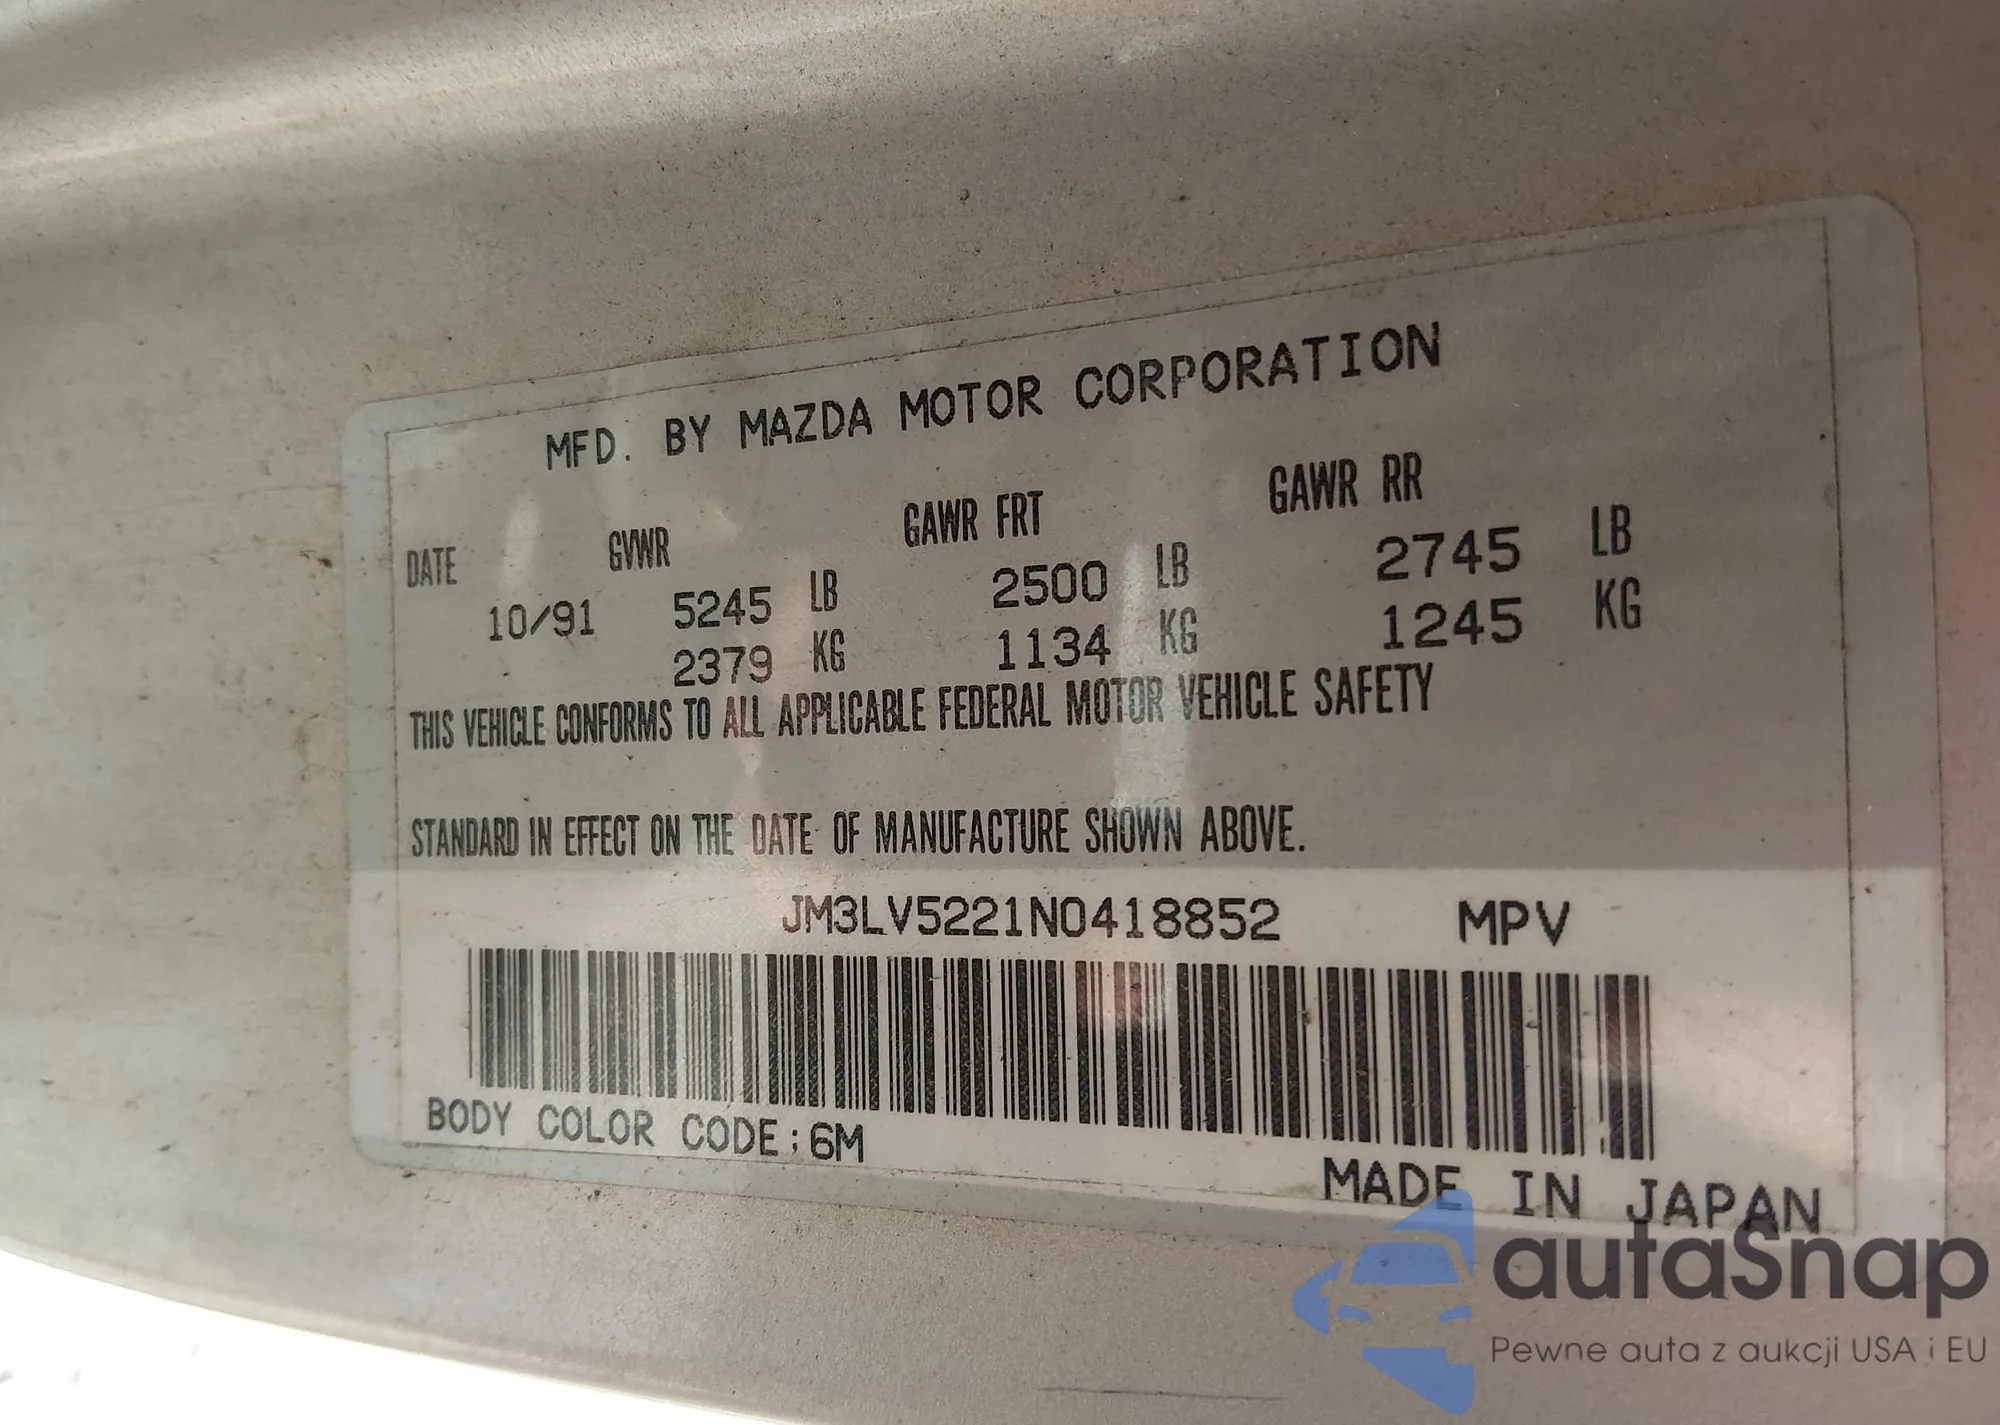 MFD. BY MAZDA MOTOR CORPORATION
DATE GVWR GAWR FRT GAWR RR
10/91 5245 LB 2500 LB 2745 LB
2379 KG 1134 KG 1245 KG
THIS VEHICLE CONFORMS TO ALL APPLICABLE FEDERAL MOTOR VEHICLE SAFETY
STANDARD IN EFFECT ON THE DATE OF MANUFACTURE SHOWN ABOVE.
JM3LV5221N0418852 MPV
BODY COLOR CODE;6M
MADE IN JAPAN
autaSnap
Pewne auta z aukcji USA i EU